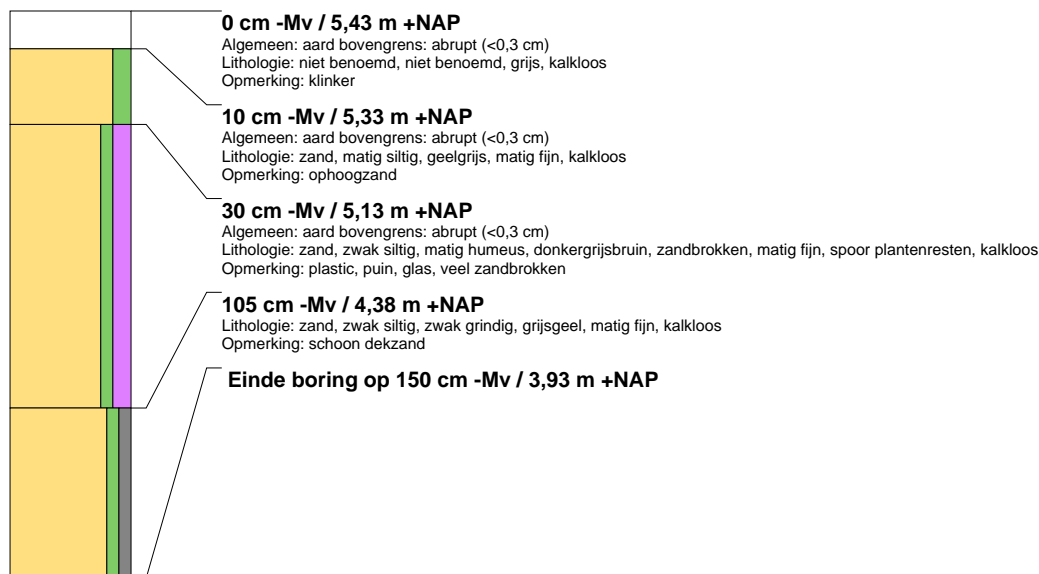 0 cm -Mv / 5,43 m +NAP
Algemeen: aard bovengrens: abrupt (<0,3 cm)
Lithologie: niet benoemd, niet benoemd, grijs, kalkloos
Opmerking: klinker
10 cm -Mv / 5,33 m +NAP
Algemeen: aard bovengrens: abrupt (<0,3 cm)
Lithologie: zand, matig siltig, geelgrijs, matig fijn, kalkloos
Opmerking: ophoogzand
30 cm -Mv / 5,13 m +NAP
Algemeen: aard bovengrens: abrupt (<0,3 cm)
Lithologie: zand, zwak siltig, matig humeus, donkergrijsbruin, zandbrokken, matig fijn, spoor plantenresten, kalkloos
Opmerking: plastic, puin, glas, veel zandbrokken
105 cm -Mv / 4,38 m +NAP
Lithologie: zand, zwak siltig, zwak grindig, grijsgeel, matig fijn, kalkloos
Opmerking: schoon dekzand
Einde boring op 150 cm -Mv / 3,93 m +NAP